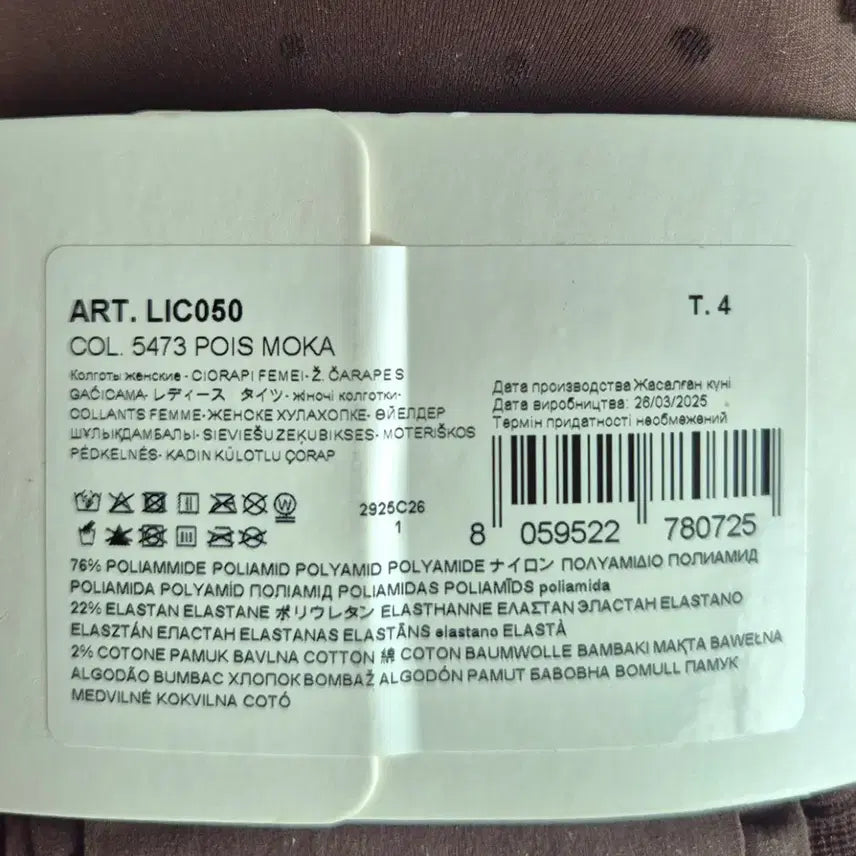 ART. LIC050
T. 4
COL. 5473 POIS MOKA
Колготы женские - CIORAPI FEMEI - Ž. ČARAPE S
GAĆICAMA - レディース タイツ - жіночі колготки -
COLLANTS FEMME - ЖЕНСКЕ ХУЛАХОПКЕ - ӘЙЕЛДЕР
ШҰЛЫҚДАМБАЛЫ - SIEVIEŠU ZEĶUBIKSES - MOTERIŠKOS
PĖDKELNĖS - KADIN KÜLOTLU ÇORAP
Дата производства Жасалған күні
Дата виробництва: 26/03/2025
Термін придатності необмежений
2925C26
1
8 059522 780725
76% POLIAMMIDE POLIAMID POLYAMID POLYAMIDE ナイロン ΠΟΛΥΑΜΙΔΙΟ ПОЛИАМИД
POLIAMIDA POLYAMÍD ПОЛІАМІД POLIAMIDAS POLIAMĪDS poliamida
22% ELASTAN ELASTANE ポリウレタン ELASTHANNE ΕΛΑΣΤΑΝ ЭЛАСТАН ELASTANO
ELASZTÁN ЕЛАСТАН ELASTANAS ELASTĀNS elastano ELASTÀ
2% COTONE PAMUK BAVLNA COTTON 綿 COTON BAUMWOLLE BAMBAKI МАҚТА BAWEŁNA
ALGODÃO BUMBAC ХЛОПОК BOMBAŽ ALGODÓN PAMUT БАВОВНА BOMULL ПАМУК
MEDVILNĖ KOKVILNA COTÓ